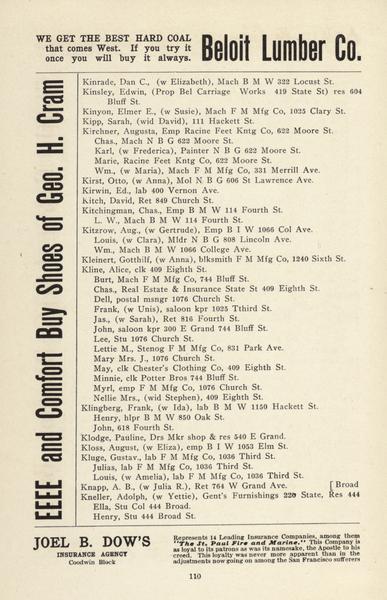 WE GET THE BEST HARD COAL
that comes West. If you try it
once you will buy it always.
Beloit Lumber Co.
EEEE and Comfort Buy Shoes of Geo. H. Cram
Kinrade, Dan C., (w Elizabeth), Mach B M W 322 Locust St.
Kinsley, Edwin, (Prop Bel Carriage Works 419 State St) res 604
Bluff St.
Kinyon, Elmer E., (w Susie), Mach F M Mfg Co, 1025 Clary St.
Kipp, Sarah, (wid David), 111 Hackett St.
Kirchner, Augusta, Emp Racine Feet Kntg Co, 622 Moore St.
Chas., Mach N B G 622 Moore St.
Karl, (w Frederica), Painter N B G 622 Moore St.
Marie, Racine Feet Kntg Co, 622 Moore St.
Wm., (w Maria), Mach F M Mfg Co, 331 Merrill Ave.
Kirst, Otto, (w Anna), Mol N B G 606 St Lawrence Ave.
Kirwin, Ed, lab 400 Vernon Ave.
Kitch, David, Ret 849 Church St.
Kitchingman, Chas., Emp B M W 114 Fourth St.
L. W., Mach B M W 114 Fourth St.
Kitzrow, Aug., (w Gertrude), Emp B I W 1066 Col Ave.
Louis, (w Clara), Mldr N B G 808 Lincoln Ave.
Wm., Mach B M W 1066 College Ave.
Kleinert, Gotthilf, (w Anna), blksmith F M Mfg Co, 1240 Sixth St.
Kline, Alice, clk 409 Eighth St.
Burt, Mach F M Mfg Co, 744 Bluff St.
Chas., Real Estate & Insurance State St 409 Eighth St.
Dell, postal msngr 1076 Church St.
Frank, (w Unis), saloon kpr 1025 Tthird St.
Jas., (w Sarah), Ret 816 Fourth St.
John, saloon kpr 300 E Grand 744 Bluff St.
Lee, Stu 1076 Church St.
Lettie M., Stenog F M Mfg Co, 831 Park Ave.
Mary Mrs. J., 1076 Church St.
May, clk Chester's Clothing Co, 409 Eighth St.
Minnie, clk Potter Bros 744 Bluff St.
Myrl, emp F M Mfg Co, 1076 Church St.
Nellie Mrs., (wid Stephen), 409 Eighth St.
Klingberg, Frank, (w Ida), lab B M W 1150 Hackett St.
Henry, hlpr B M W 850 Oak St.
John, 618 Fourth St.
Klodge, Pauline, Drs Mkr shop & res 540 E Grand.
Kloss, August, (w Eliza), emp B I W 1053 Elm St.
Kluge, Gustav., lab F M Mfg Co, 1036 Third St.
Julias, lab F M Mfg Co, 1036 Third St.
Louis, (w Amelia), lab F M Mfg Co, 1036 Third St.
Knapp, A. B., (w Julia R.), Ret 764 W Grand Ave. [ Broad
Kneller, Adolph, (w Yettie), Gent's Furnishings 220 State, Res 444
Ella, Stu Col 444 Broad.
Henry, Stu 444 Broad St.
JOEL B. DOW'S
INSURANCE AGENCY
Goodwin Block
Represents 14 Leading Insurance Companies, among them
"The St. Paul Fire and Marine." This Company is
as loyal to its patrons as was its namesake, the Apostle to his
creed. This loyalty was never more apparent than in the
adjustments now going on among the San Francisco sufferers
110